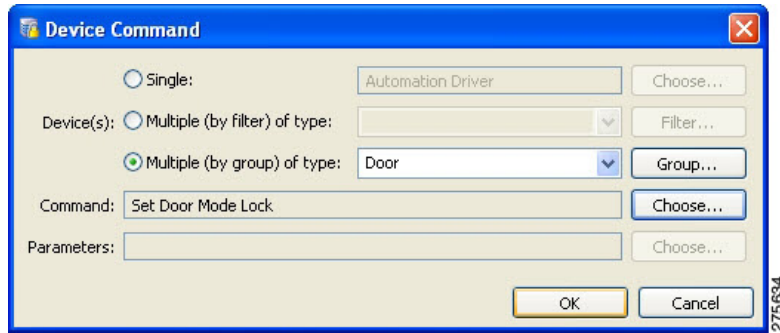 Device Command
Single: Automation Driver Choose...
Device(s): Multiple (by filter) of type: Filter...
Multiple (by group) of type: Door Group...
Command: Set Door Mode Lock Choose...
Parameters: Choose...
OK Cancel
275634